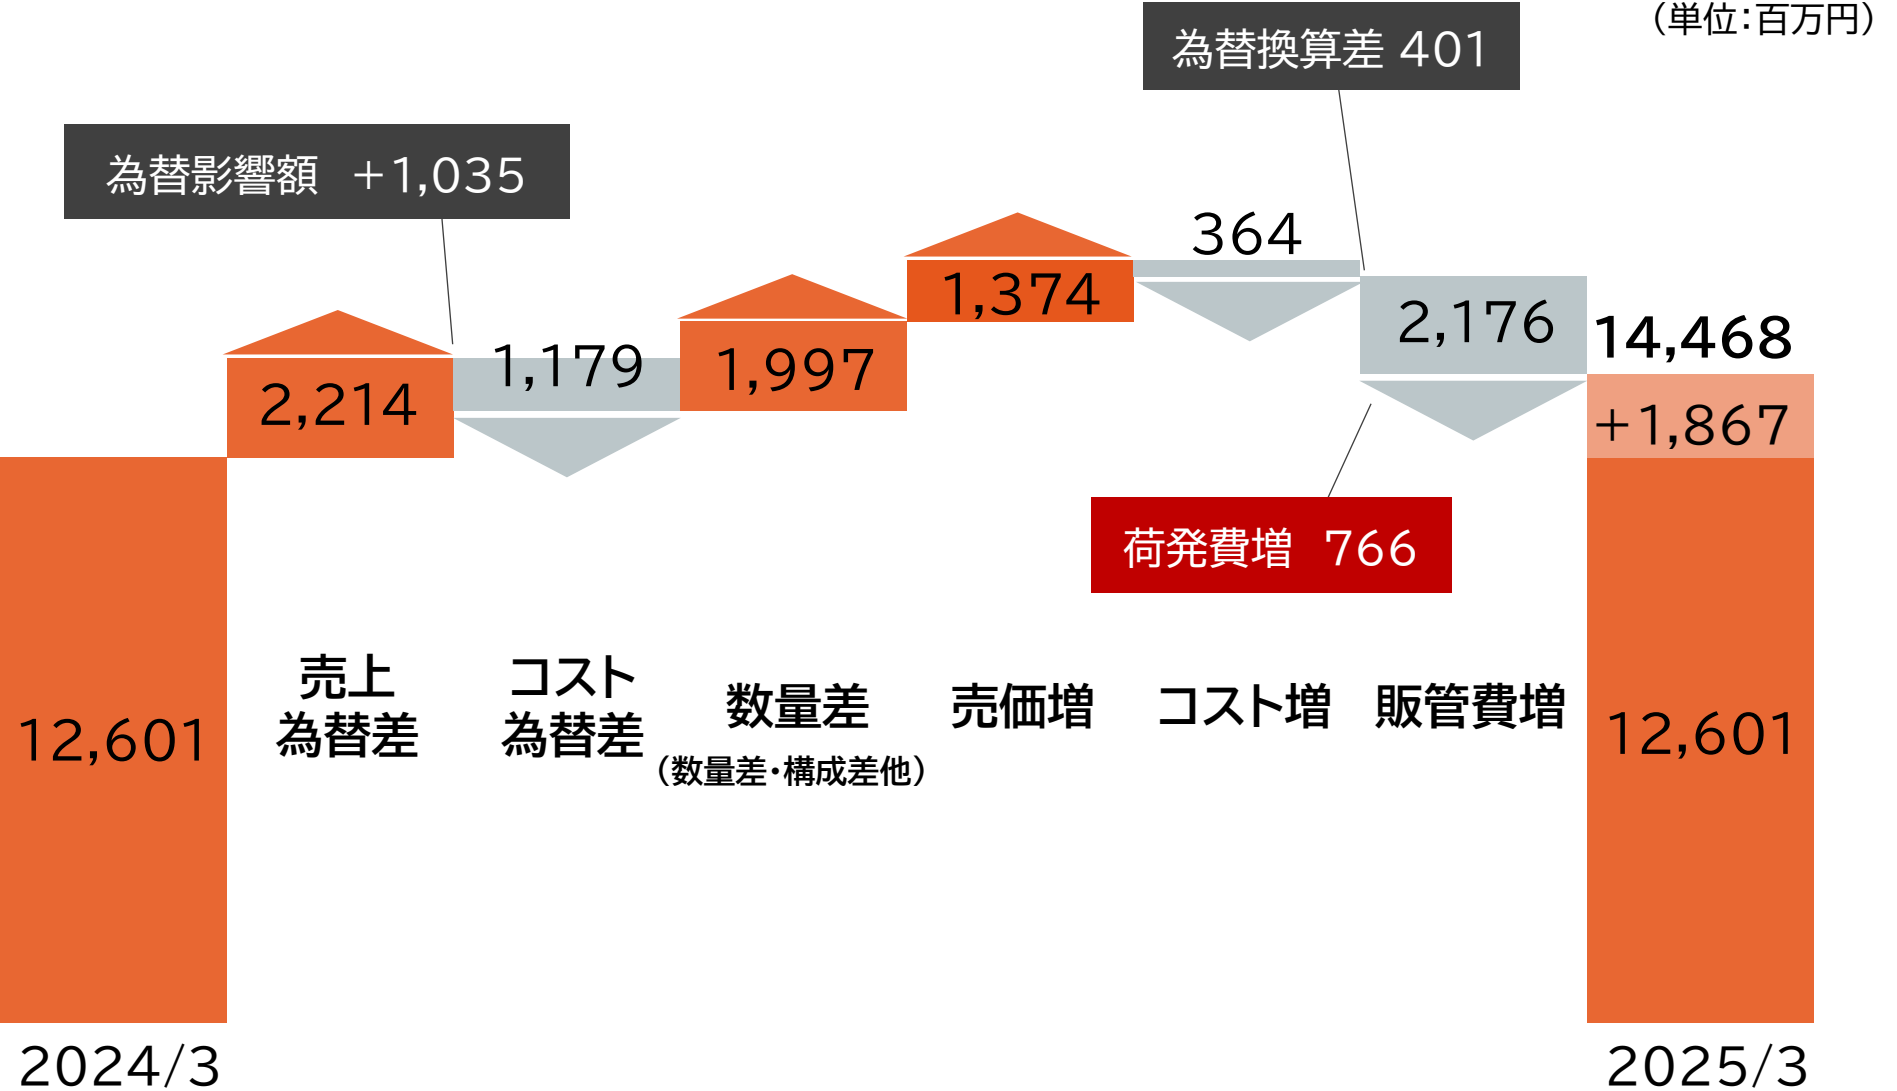 （単位：百万円）
為替換算差 401
為替影響額　+1,035
364
1,374
2,176
14,468
1,179
1,997
2,214
+1,867
荷発費増　766
売上
為替差
コスト
為替差
数量差
（数量差・構成差他）
売価増
コスト増
販管費増
12,601
12,601
2024/3
2025/3